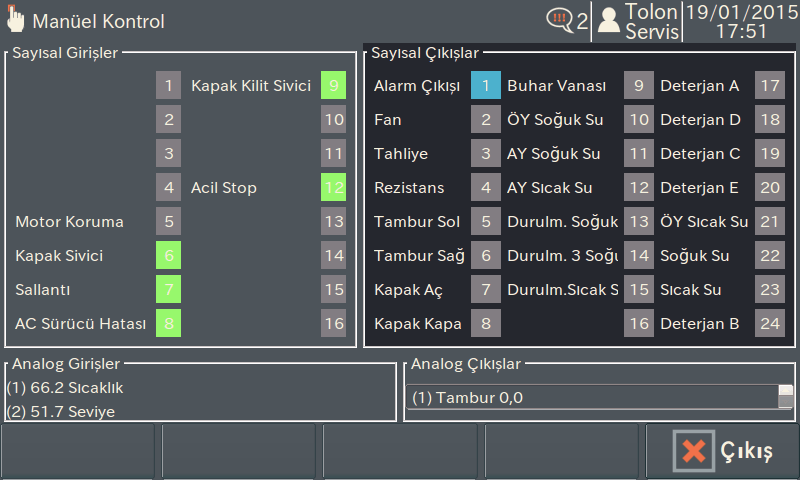 Manüel Kontrol
!!! 2
Tolon Servis
19/01/2015 17:51
Sayısal Girişler
1 Kapak Kilit Sivici 9
2 10
3 11
4 Acil Stop 12
Motor Koruma 5 13
Kapak Sivici 6 14
Sallantı 7 15
AC Sürücü Hatası 8 16
Sayısal Çıkışlar
Alarm Çıkışı 1 Buhar Vanası 9 Deterjan A 17
Fan 2 ÖY Soğuk Su 10 Deterjan D 18
Tahliye 3 AY Soğuk Su 11 Deterjan C 19
Rezistans 4 AY Sıcak Su 12 Deterjan E 20
Tambur Sol 5 Durulm. Soğuk 13 ÖY Sıcak Su 21
Tambur Sağ 6 Durulm. 3 Soğu 14 Soğuk Su 22
Kapak Aç 7 Durulm.Sıcak S 15 Sıcak Su 23
Kapak Kapa 8 16 Deterjan B 24
Analog Girişler
(1) 66.2 Sıcaklık
(2) 51.7 Seviye
Analog Çıkışlar
(1) Tambur 0,0
Çıkış